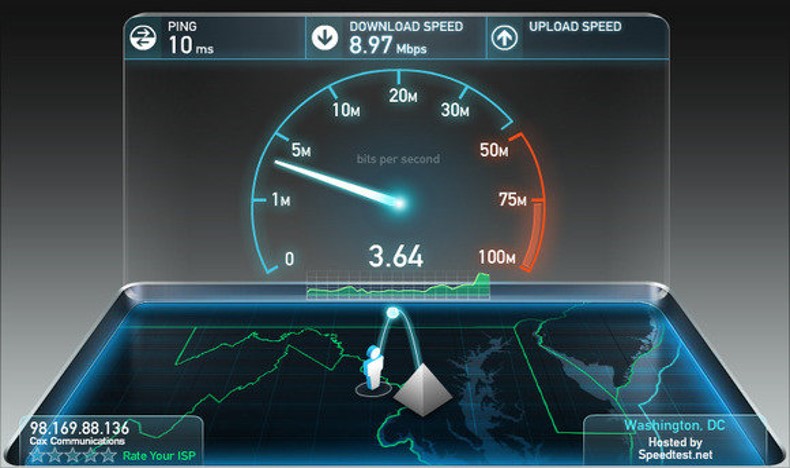 PING
10 ms
DOWNLOAD SPEED
8.97 Mbps
UPLOAD SPEED
20M
10M
30M
5M
50M
bits per second
1M
75M
0
3.64
100M
98.169.88.136
Cox Communications
Rate Your ISP
Washington, DC
Hosted by
Speedtest.net